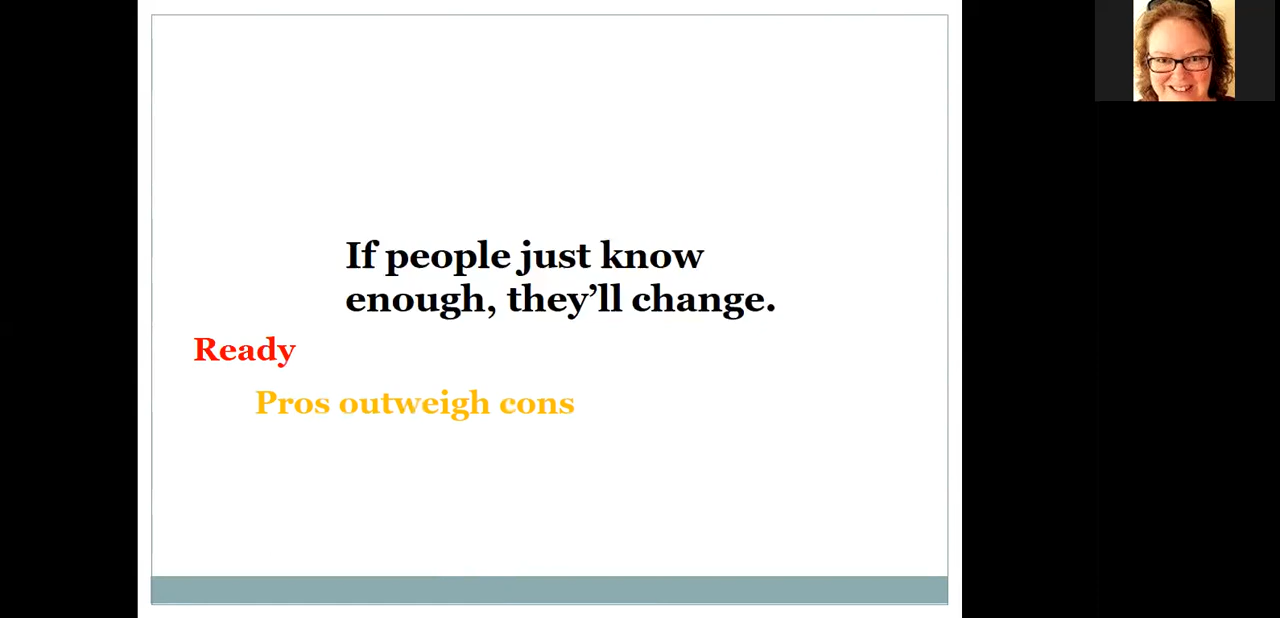 If people just know
enough, they’ll change.
Ready
Pros outweigh cons